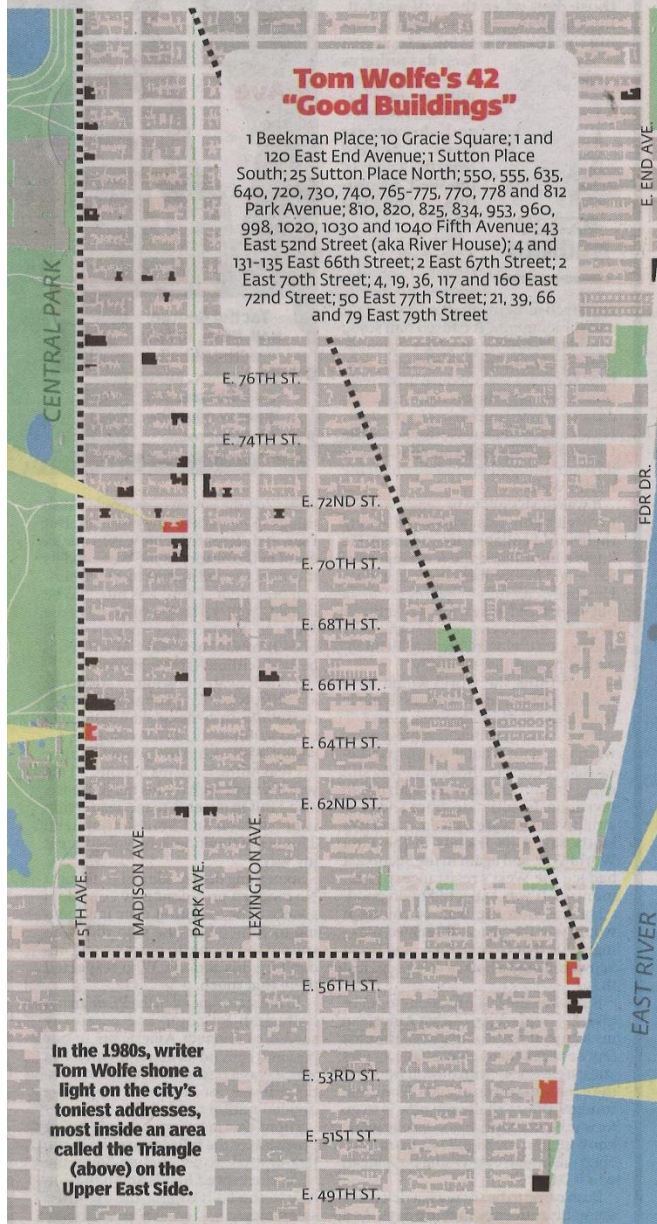 Tom Wolfe's 42
"Good Buildings"
1 Beekman Place; 10 Gracie Square; 1 and
120 East End Avenue; 1 Sutton Place
South; 25 Sutton Place North; 550, 555, 635,
640, 720, 730, 740, 765-775, 770, 778 and 812
Park Avenue; 810, 820, 825, 834, 953, 960,
998, 1020, 1030 and 1040 Fifth Avenue; 43
East 52nd Street (aka River House); 4 and
131-135 East 66th Street; 2 East 67th Street; 2
East 70th Street; 4, 19, 36, 117 and 160 East
72nd Street; 50 East 77th Street; 21, 39, 66
and 79 East 79th Street
E. END AVE.
CENTRAL PARK
E. 76TH ST.
E. 74TH ST.
E. 72ND ST.
FDR DR.
E. 70TH ST.
E. 68TH ST.
E. 66TH ST.
E. 64TH ST.
E. 62ND ST.
5TH AVE.
MADISON AVE.
PARK AVE.
LEXINGTON AVE.
E. 56TH ST.
EAST RIVER
In the 1980s, writer
Tom Wolfe shone a
light on the city's
toniest addresses,
most inside an area
called the Triangle
(above) on the
Upper East Side.
E. 53RD ST.
E. 51ST ST.
E. 49TH ST.